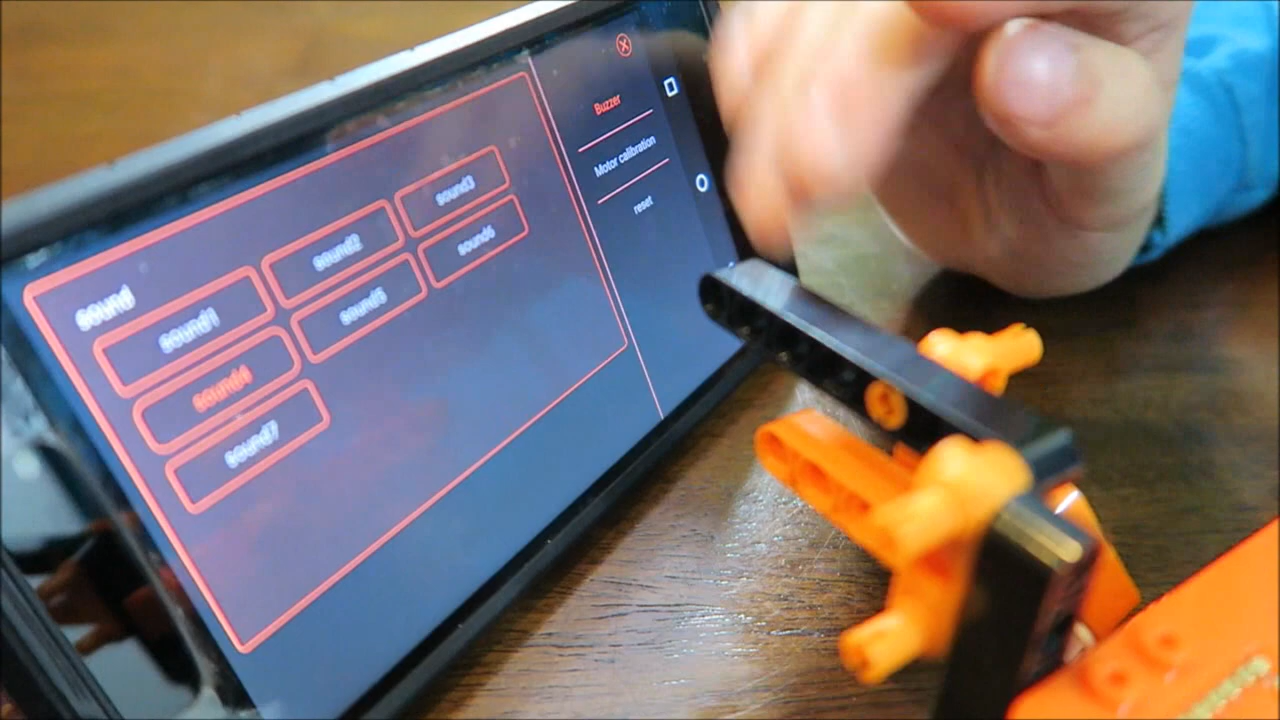 sound
sound1 sound2 sound3
sound4 sound5 sound6
sound7
Buzzer
Motor calibration
reset